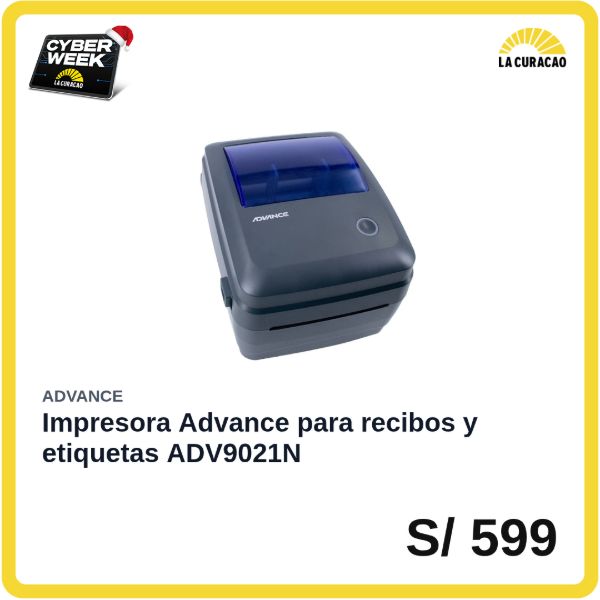 CYBER
WEEK
LA CURACAO
LA CURACAO
ADVANCE
ADVANCE
Impresora Advance para recibos y
etiquetas ADV9021N
S/ 599